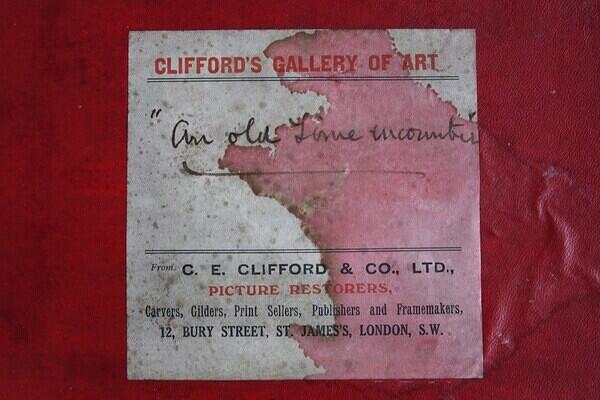 CLIFFORD'S GALLERY OF ART
" An old Time encounter
From C. E. CLIFFORD & CO., LTD.,
PICTURE RESTORERS,
Carvers, Gilders, Print Sellers, Publishers and Framemakers,
12, BURY STREET, ST. JAMES'S, LONDON, S.W.